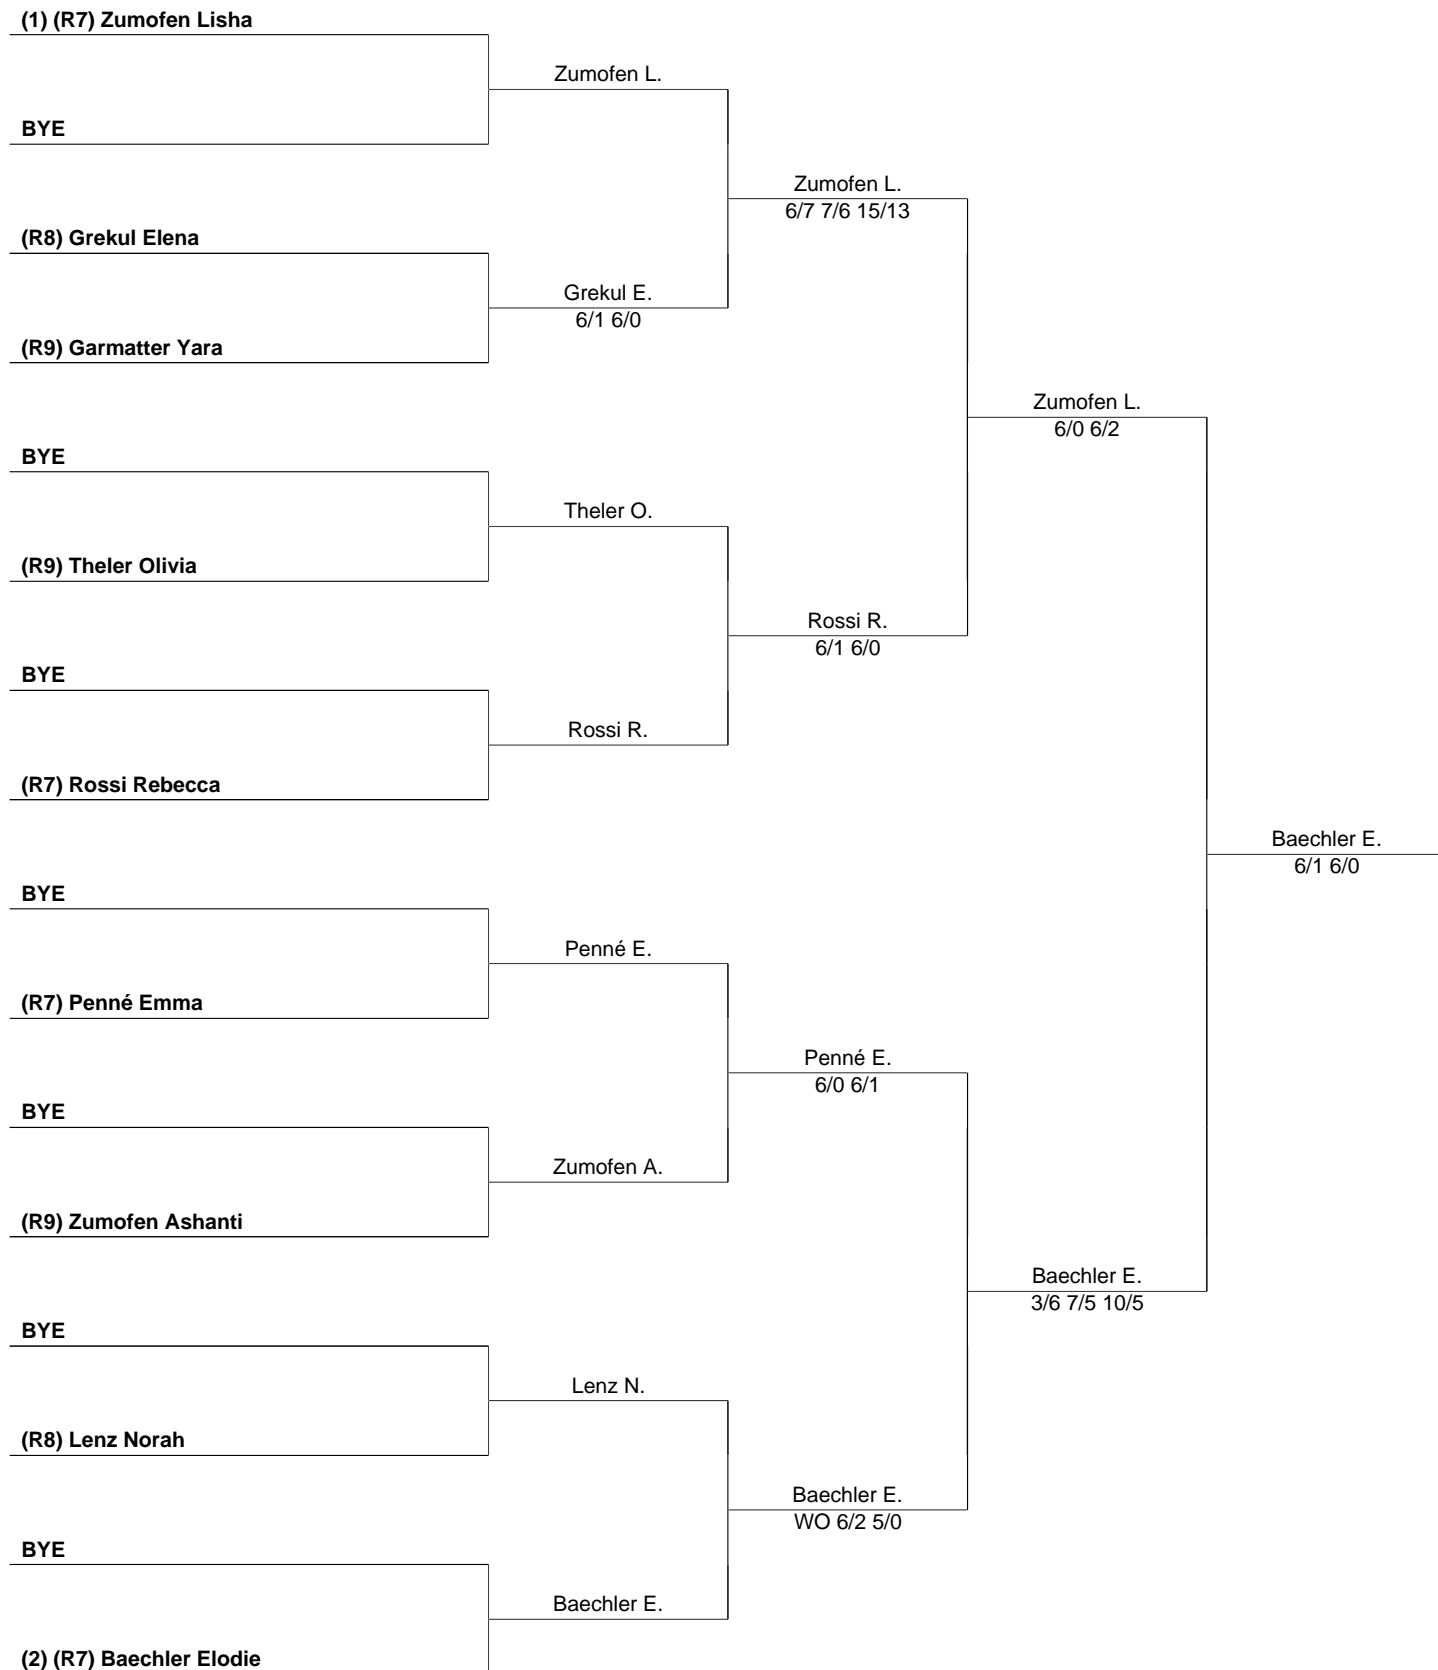 (1) (R7) Zumofen Lisha
Zumofen L.
BYE
Zumofen L.
6/7 7/6 15/13
(R8) Grekul Elena
Grekul E.
6/1 6/0
(R9) Garmatter Yara
Zumofen L.
6/0 6/2
BYE
Theler O.
(R9) Theler Olivia
Rossi R.
6/1 6/0
BYE
Rossi R.
(R7) Rossi Rebecca
Baechler E.
6/1 6/0
BYE
Penné E.
(R7) Penné Emma
Penné E.
6/0 6/1
BYE
Zumofen A.
(R9) Zumofen Ashanti
Baechler E.
3/6 7/5 10/5
BYE
Lenz N.
(R8) Lenz Norah
Baechler E.
WO 6/2 5/0
BYE
Baechler E.
(2) (R7) Baechler Elodie